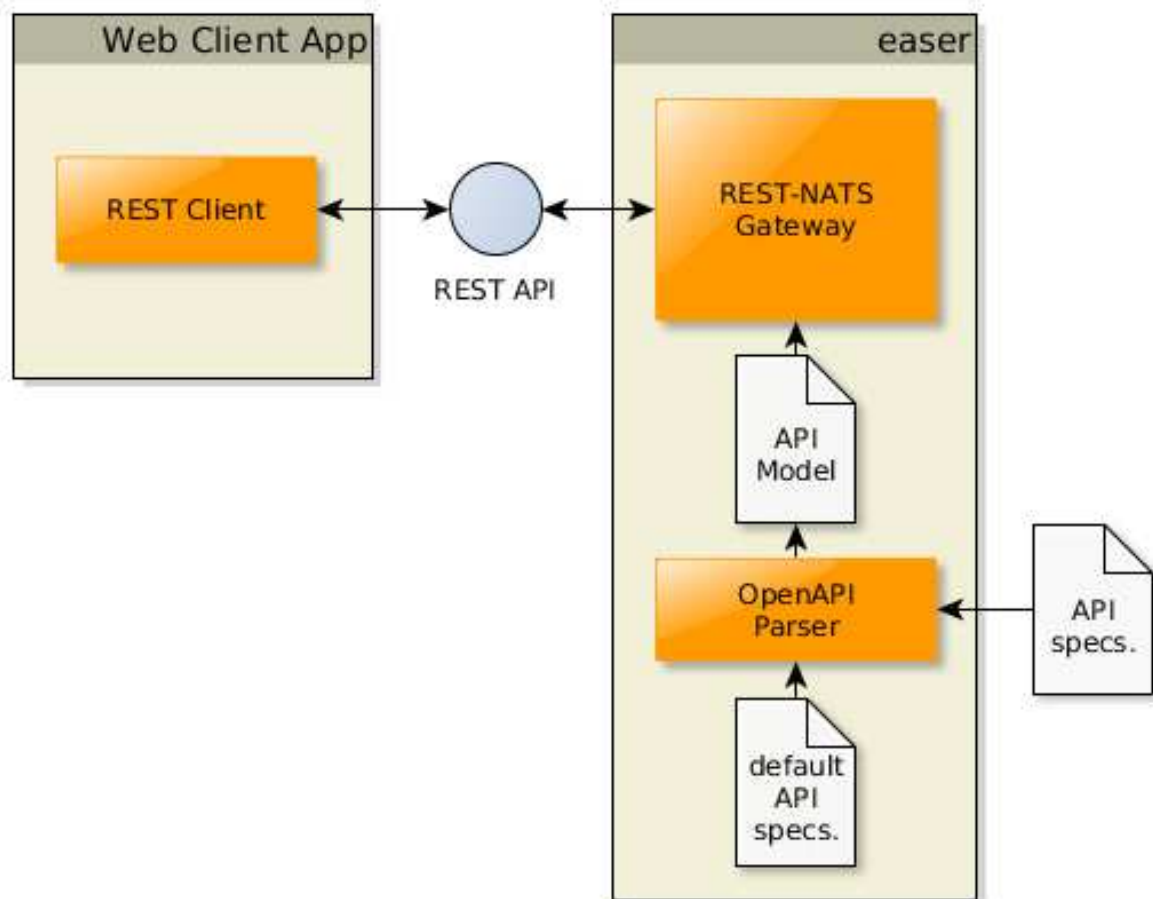 Web Client App
easer
REST Client
REST API
REST-NATS
Gateway
API
Model
OpenAPI
Parser
API
specs.
default
API
specs.